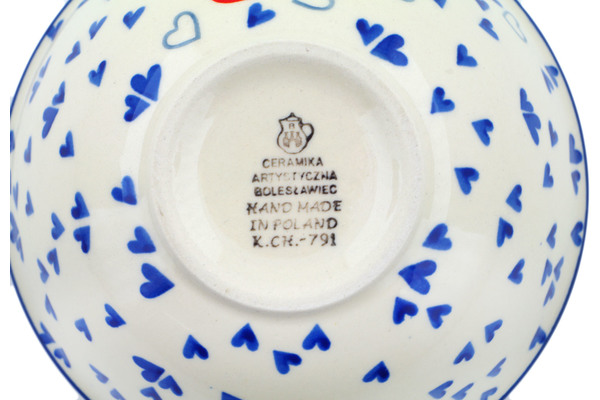 CERAMIKA
ARTYSTYCZNA
BOLESŁAWIEC
HAND MADE
IN POLAND
K.CH.-791